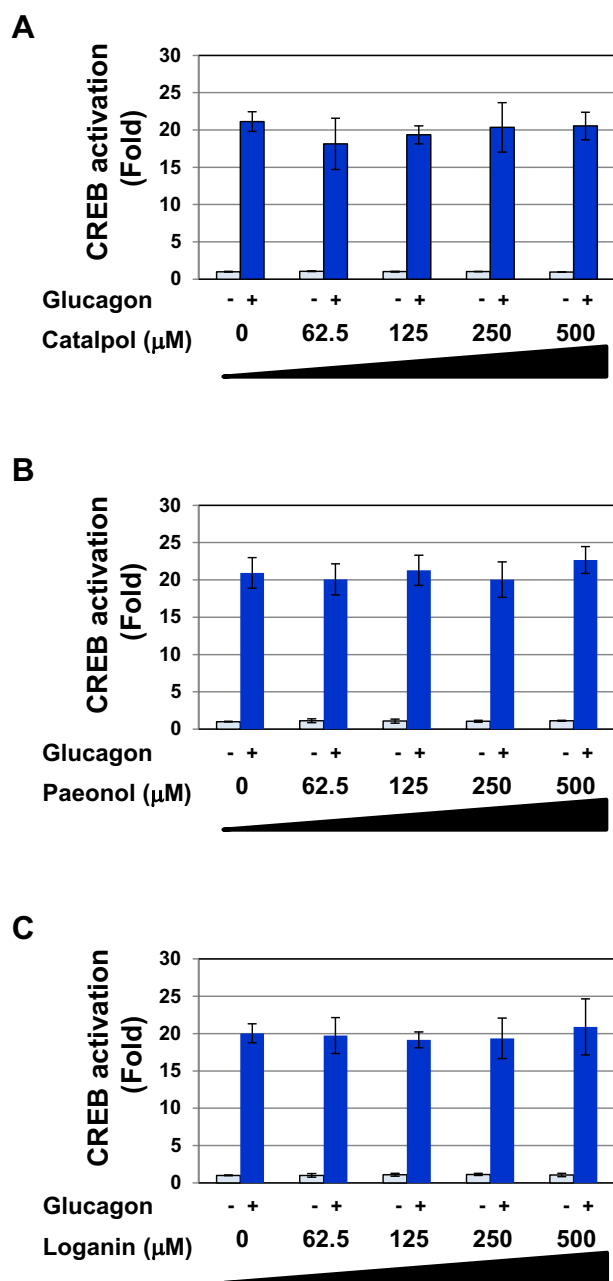 A
CREB activation
(Fold)
30
25
20
15
10
5
0
Glucagon - + - + - + - + - +
Catalpol (μM) 0 62.5 125 250 500
B
CREB activation
(Fold)
30
25
20
15
10
5
0
Glucagon - + - + - + - + - +
Paeonol (μM) 0 62.5 125 250 500
C
CREB activation
(Fold)
30
25
20
15
10
5
0
Glucagon - + - + - + - + - +
Loganin (μM) 0 62.5 125 250 500